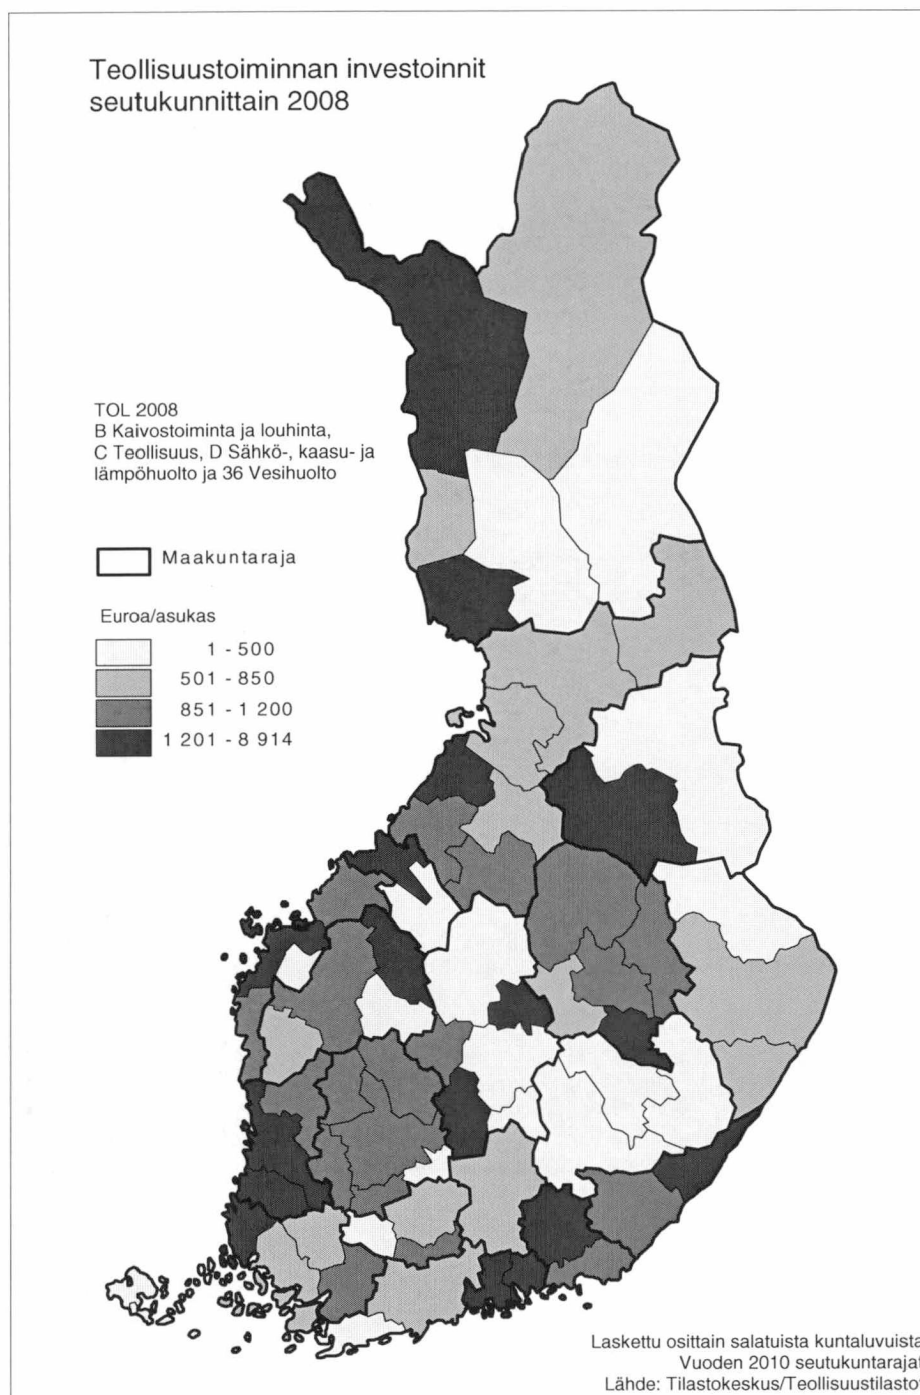 Teollisuustoiminnan investoinnit
seutukunnittain 2008
TOL 2008
B Kaivostoiminta ja louhinta,
C Teollisuus, D Sähkö-, kaasu- ja
lämpöhuolto ja 36 Vesihuolto
Maakuntaraja
Euroa/asukas
1 - 500
501 - 850
851 - 1 200
1 201 - 8 914
Laskettu osittain salatuista kuntaluvuista
Vuoden 2010 seutukuntarajat
Lähde: Tilastokeskus/Teollisuustilasto